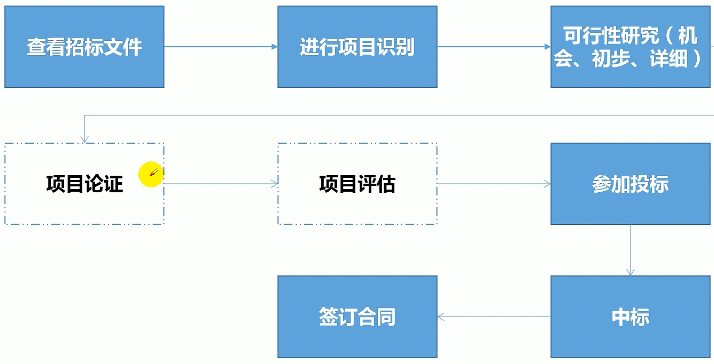 查看招标文件
进行项目识别
可行性研究（机
会、初步、详细）
项目论证
项目评估
参加投标
签订合同
中标